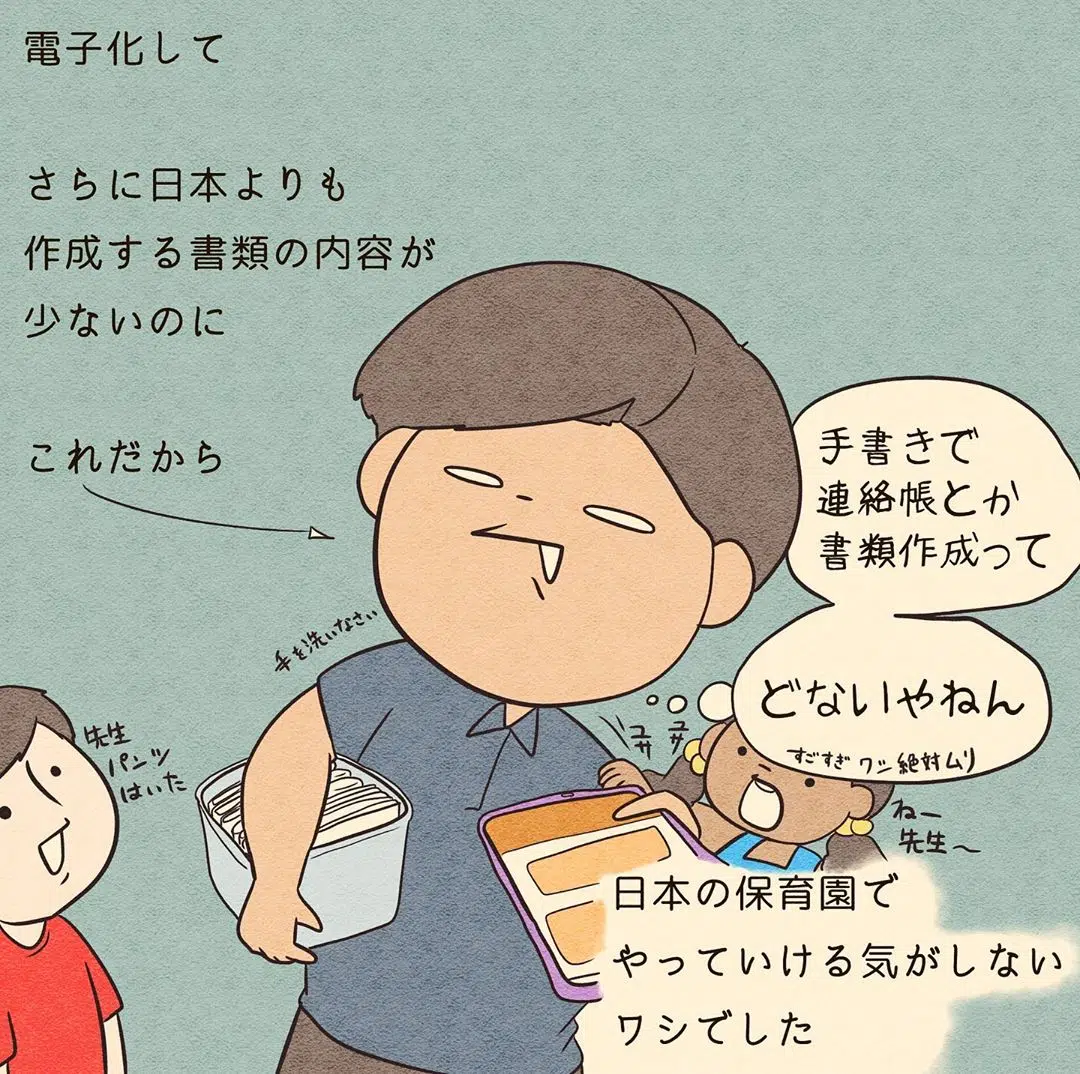 電子化して
さらに日本よりも
作成する書類の内容が
少ないのに
これだから
手書きで
連絡帳とか
書類作成って
どないやねん
すごすぎ ワシ 絶対ムリ
手を洗いなさい
先生
パンツ
はいた
ユサ
ユサ
ねー
先生〜
日本の保育園で
やっていける気がしない
ワシでした